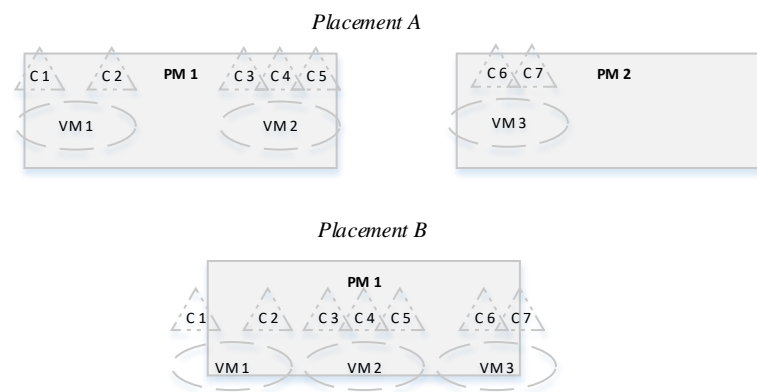 Placement A
C 1 C 2 PM 1 C 3 C 4 C 5 C 6 C 7 PM 2
VM 1 VM 2 VM 3
Placement B
PM 1
C 1 C 2 C 3 C 4 C 5 C 6 C 7
VM 1 VM 2 VM 3